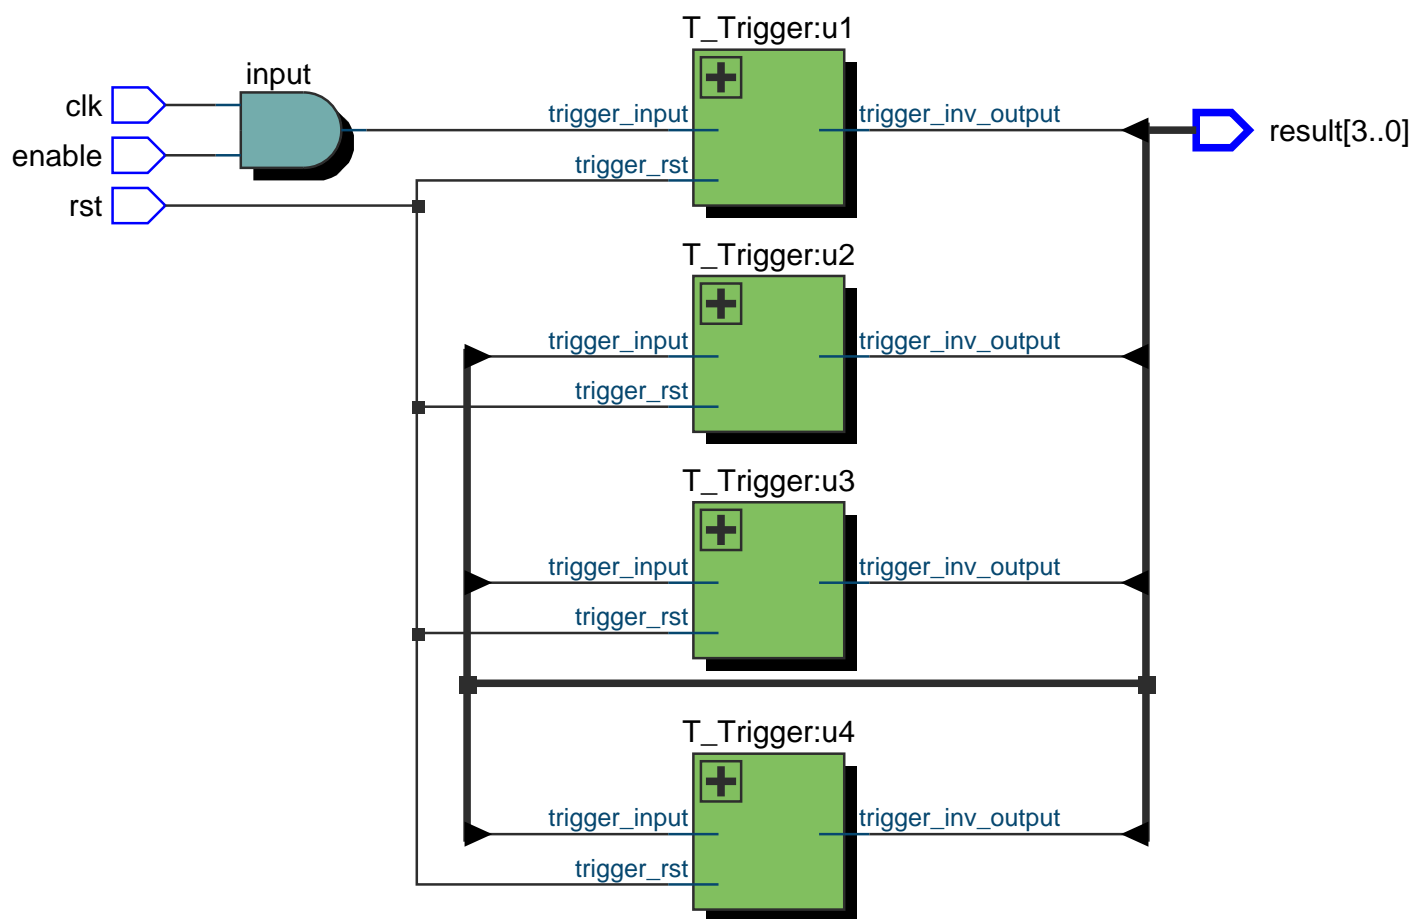 T_Trigger:u1
input
clk
enable
rst
trigger_input
trigger_rst
trigger_inv_output
result[3..0]
T_Trigger:u2
trigger_input
trigger_rst
trigger_inv_output
T_Trigger:u3
trigger_input
trigger_rst
trigger_inv_output
T_Trigger:u4
trigger_input
trigger_rst
trigger_inv_output